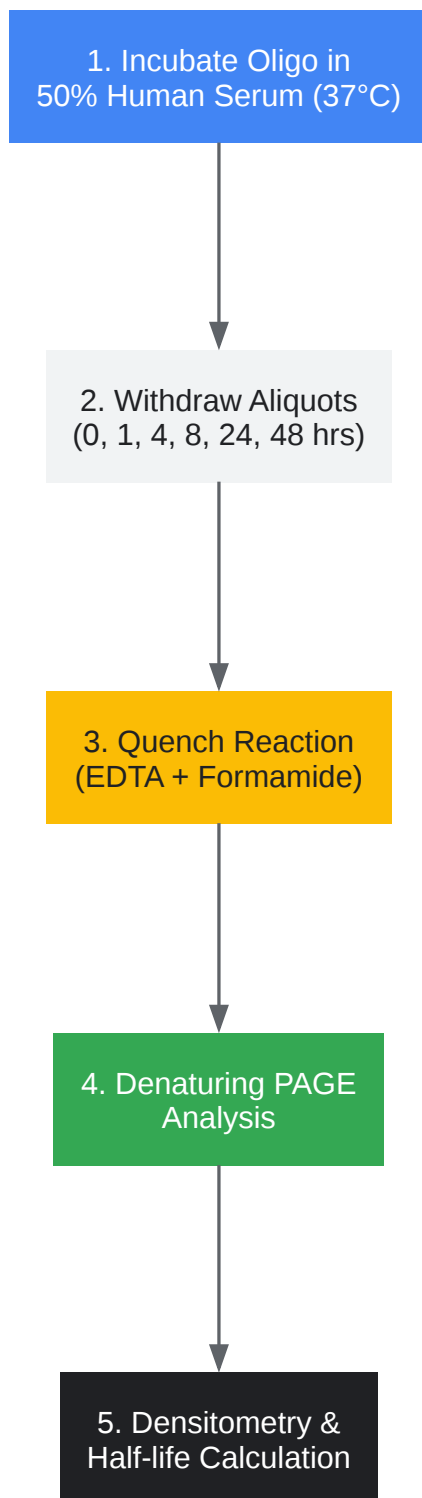 1. Incubate Oligo in
50% Human Serum (37°C)
2. Withdraw Aliquots
(0, 1, 4, 8, 24, 48 hrs)
3. Quench Reaction
(EDTA + Formamide)
4. Denaturing PAGE
Analysis
5. Densitometry &
Half-life Calculation